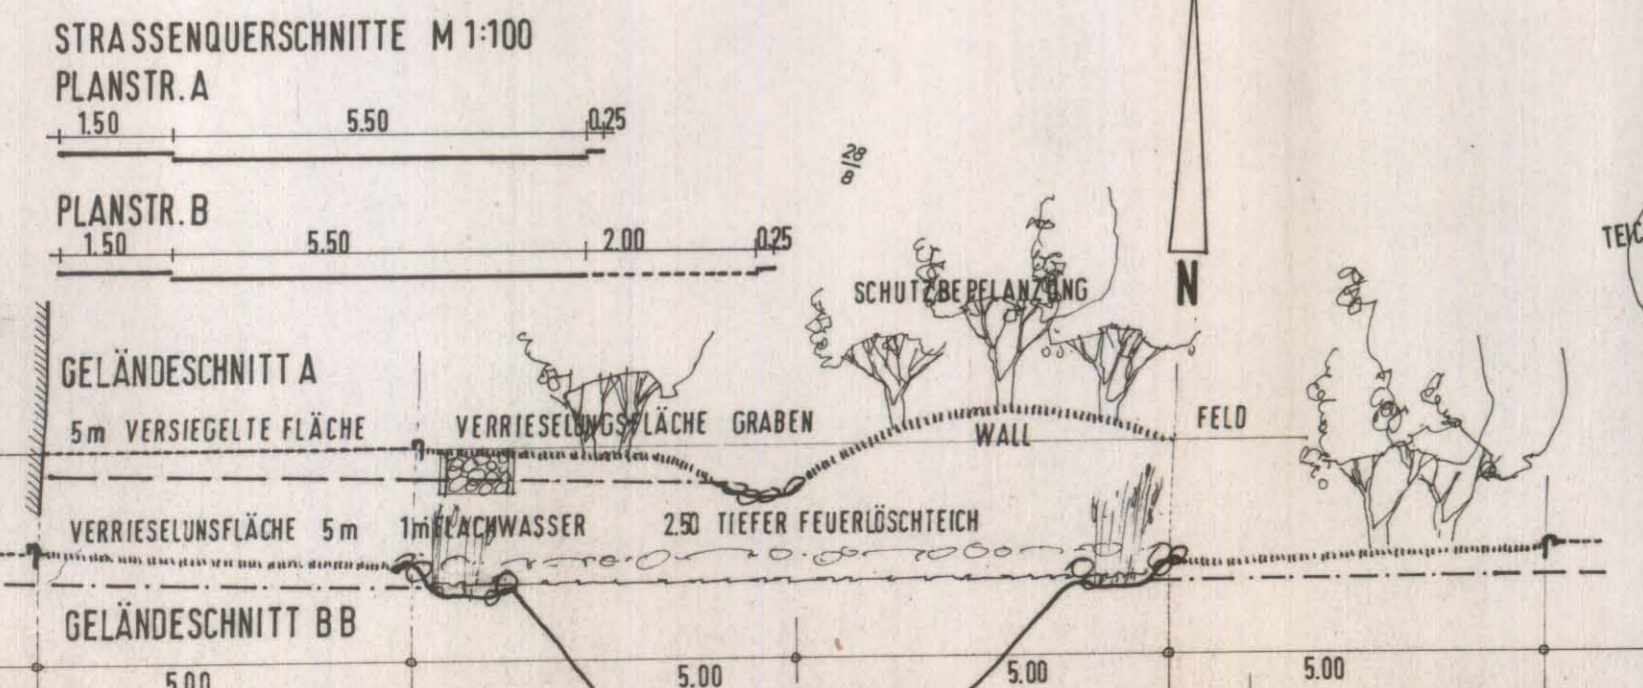 STRASSENQUERSCHNITTE M 1:100
PLANSTR. A
1.50 5.50 0.25
28
8
PLANSTR. B
1.50 5.50 2.00 0.25
TEIC
SCHUTZBEPFLANZUNG
N
GELÄNDESCHNITT A
5m VERSIEGELTE FLÄCHE VERRIESELUNGSFLÄCHE GRABEN WALL FELD
VERRIESELUNSFLÄCHE 5m 1m FLACHWASSER 2.50 TIEFER FEUERLÖSCHTEICH
GELÄNDESCHNITT BB
5.00 5.00 5.00 5.00